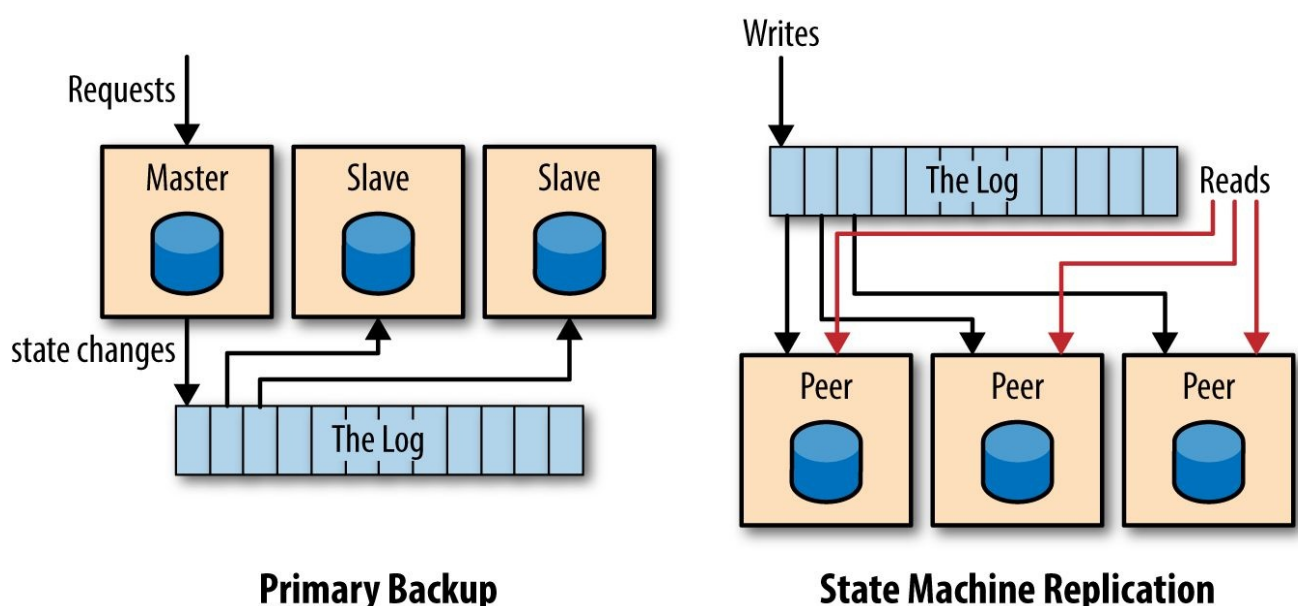 Requests
Master
Slave
Slave
state changes
The Log
Primary Backup
Writes
The Log
Reads
Peer
Peer
Peer
State Machine Replication